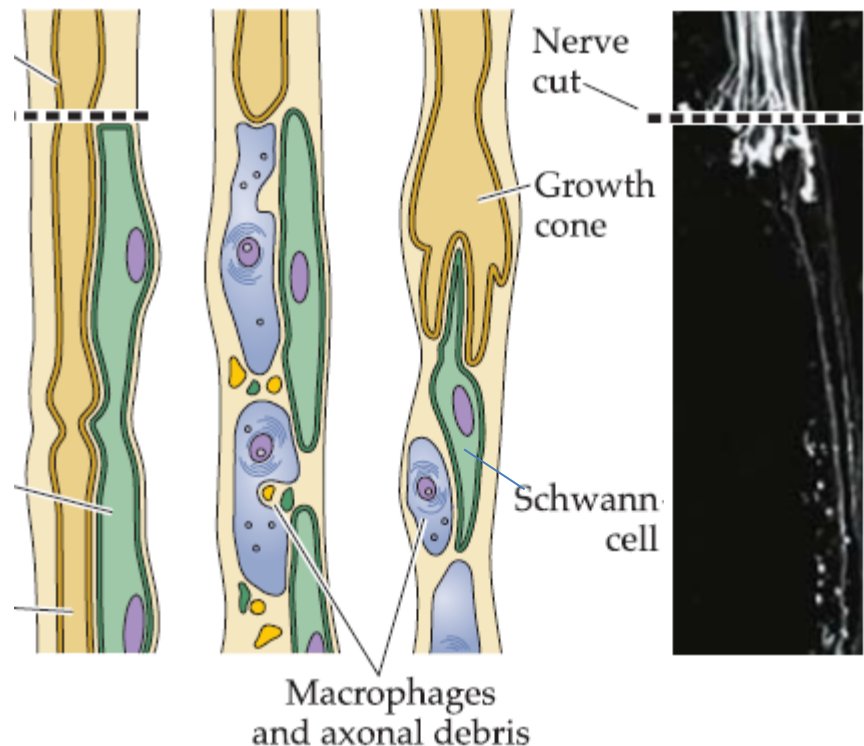 Nerve
cut
Growth
cone
Schwann
cell
Macrophages
and axonal debris